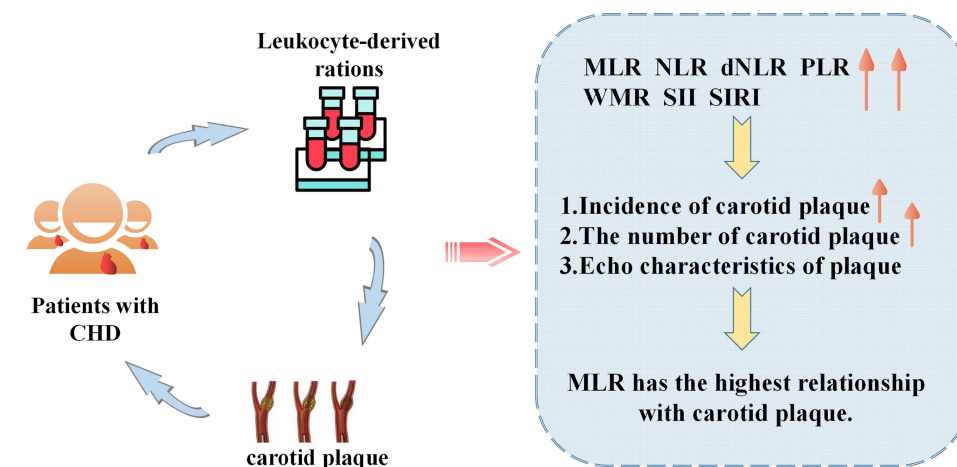 Leukocyte-derived
rations
Patients with
CHD
carotid plaque
MLR NLR dNLR PLR
WMR SII SIRI
1.Incidence of carotid plaque
2.The number of carotid plaque
3.Echo characteristics of plaque
MLR has the highest relationship
with carotid plaque.